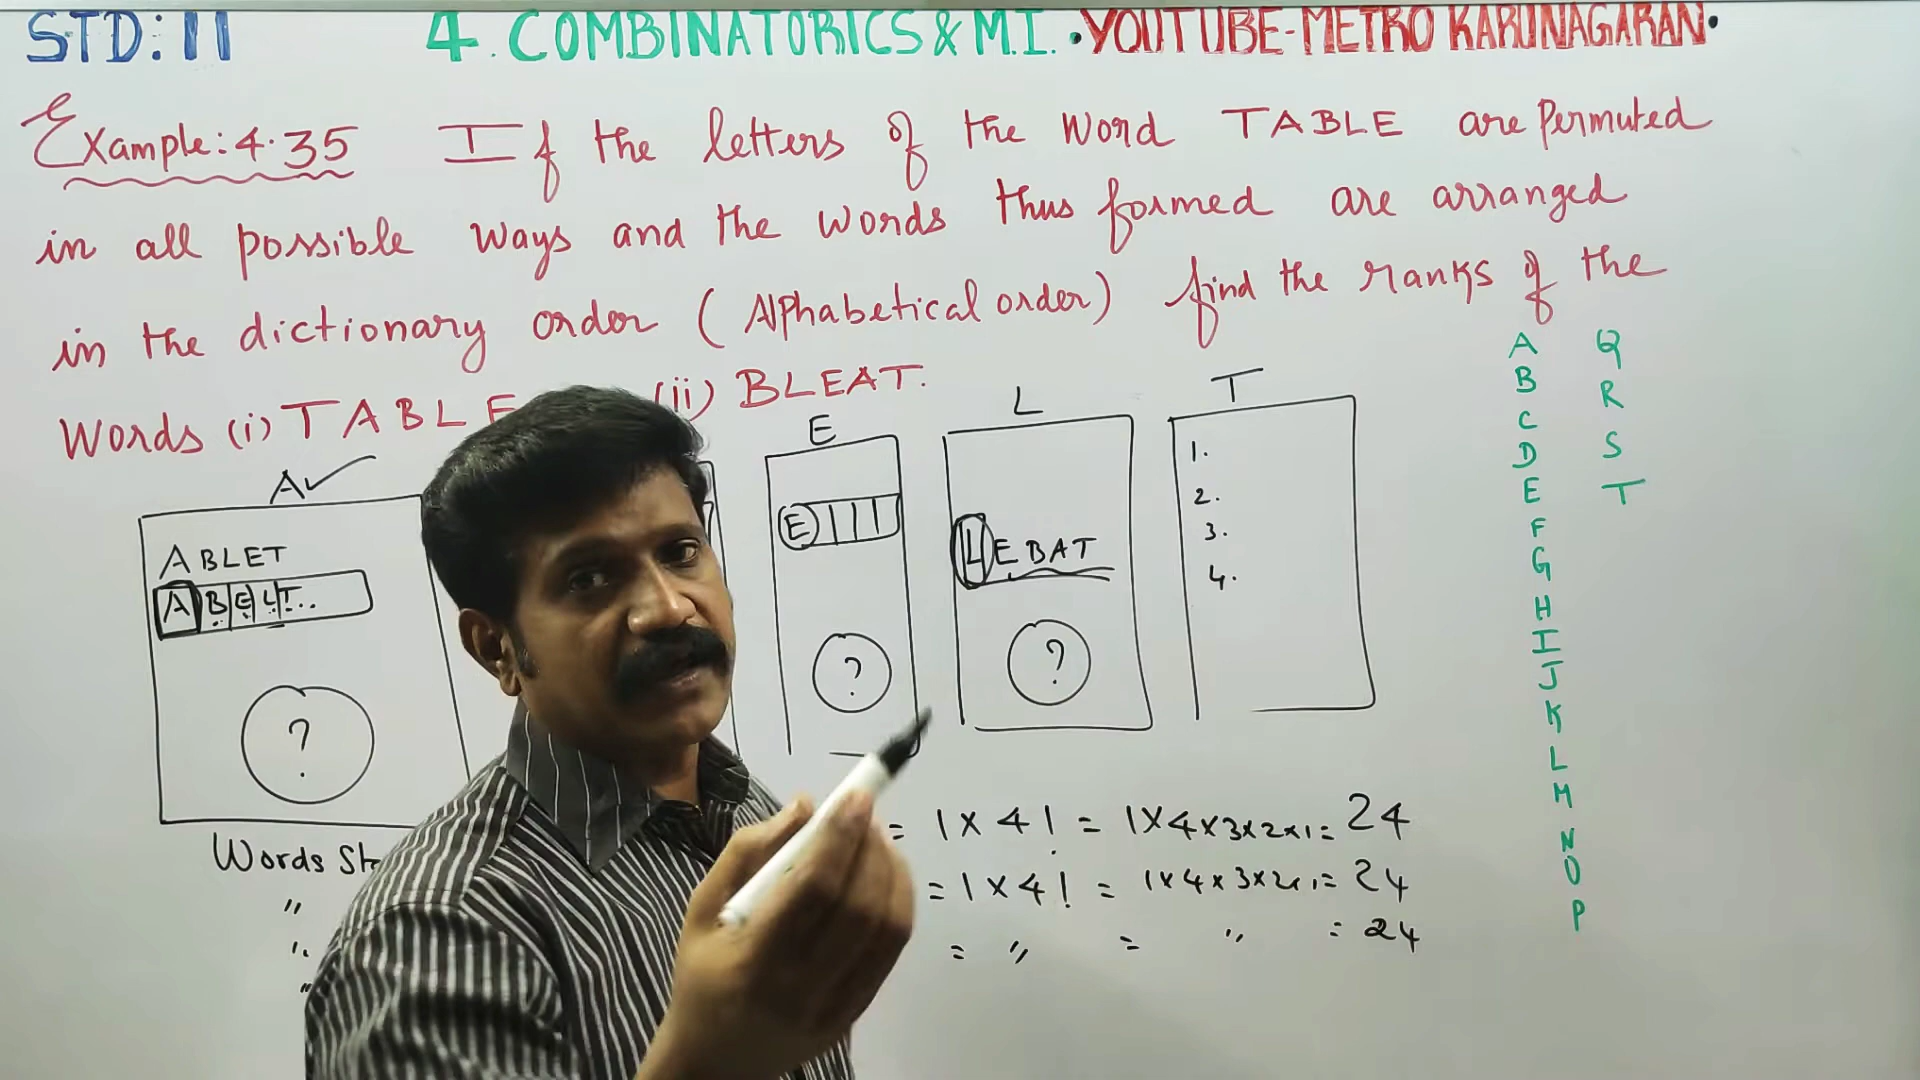 STD: 11 4. COMBINATORICS & M.I. • YOUTUBE-METRO KARUNAGARAN •
Example: 4.35 If the letters of the word TABLE are Permuted
in all possible ways and the words thus formed are arranged
in the dictionary order (Alphabetical order) find the ranks of the
Words (i) TABLE (ii) BLEAT.
A ✓ E L T
ABLET
A B E L T . .
?
E
?
L E B A T
?
1.
2.
3.
4.
Words Sta
"
"
"
= 1 x 4! = 1 x 4 x 3 x 2 x 1 = 24
= 1 x 4! = 1 x 4 x 3 x 2 x 1 = 24
= " = " = 24
A
B
C
D
E
F
G
H
I
J
K
L
M
N
O
P
Q
R
S
T